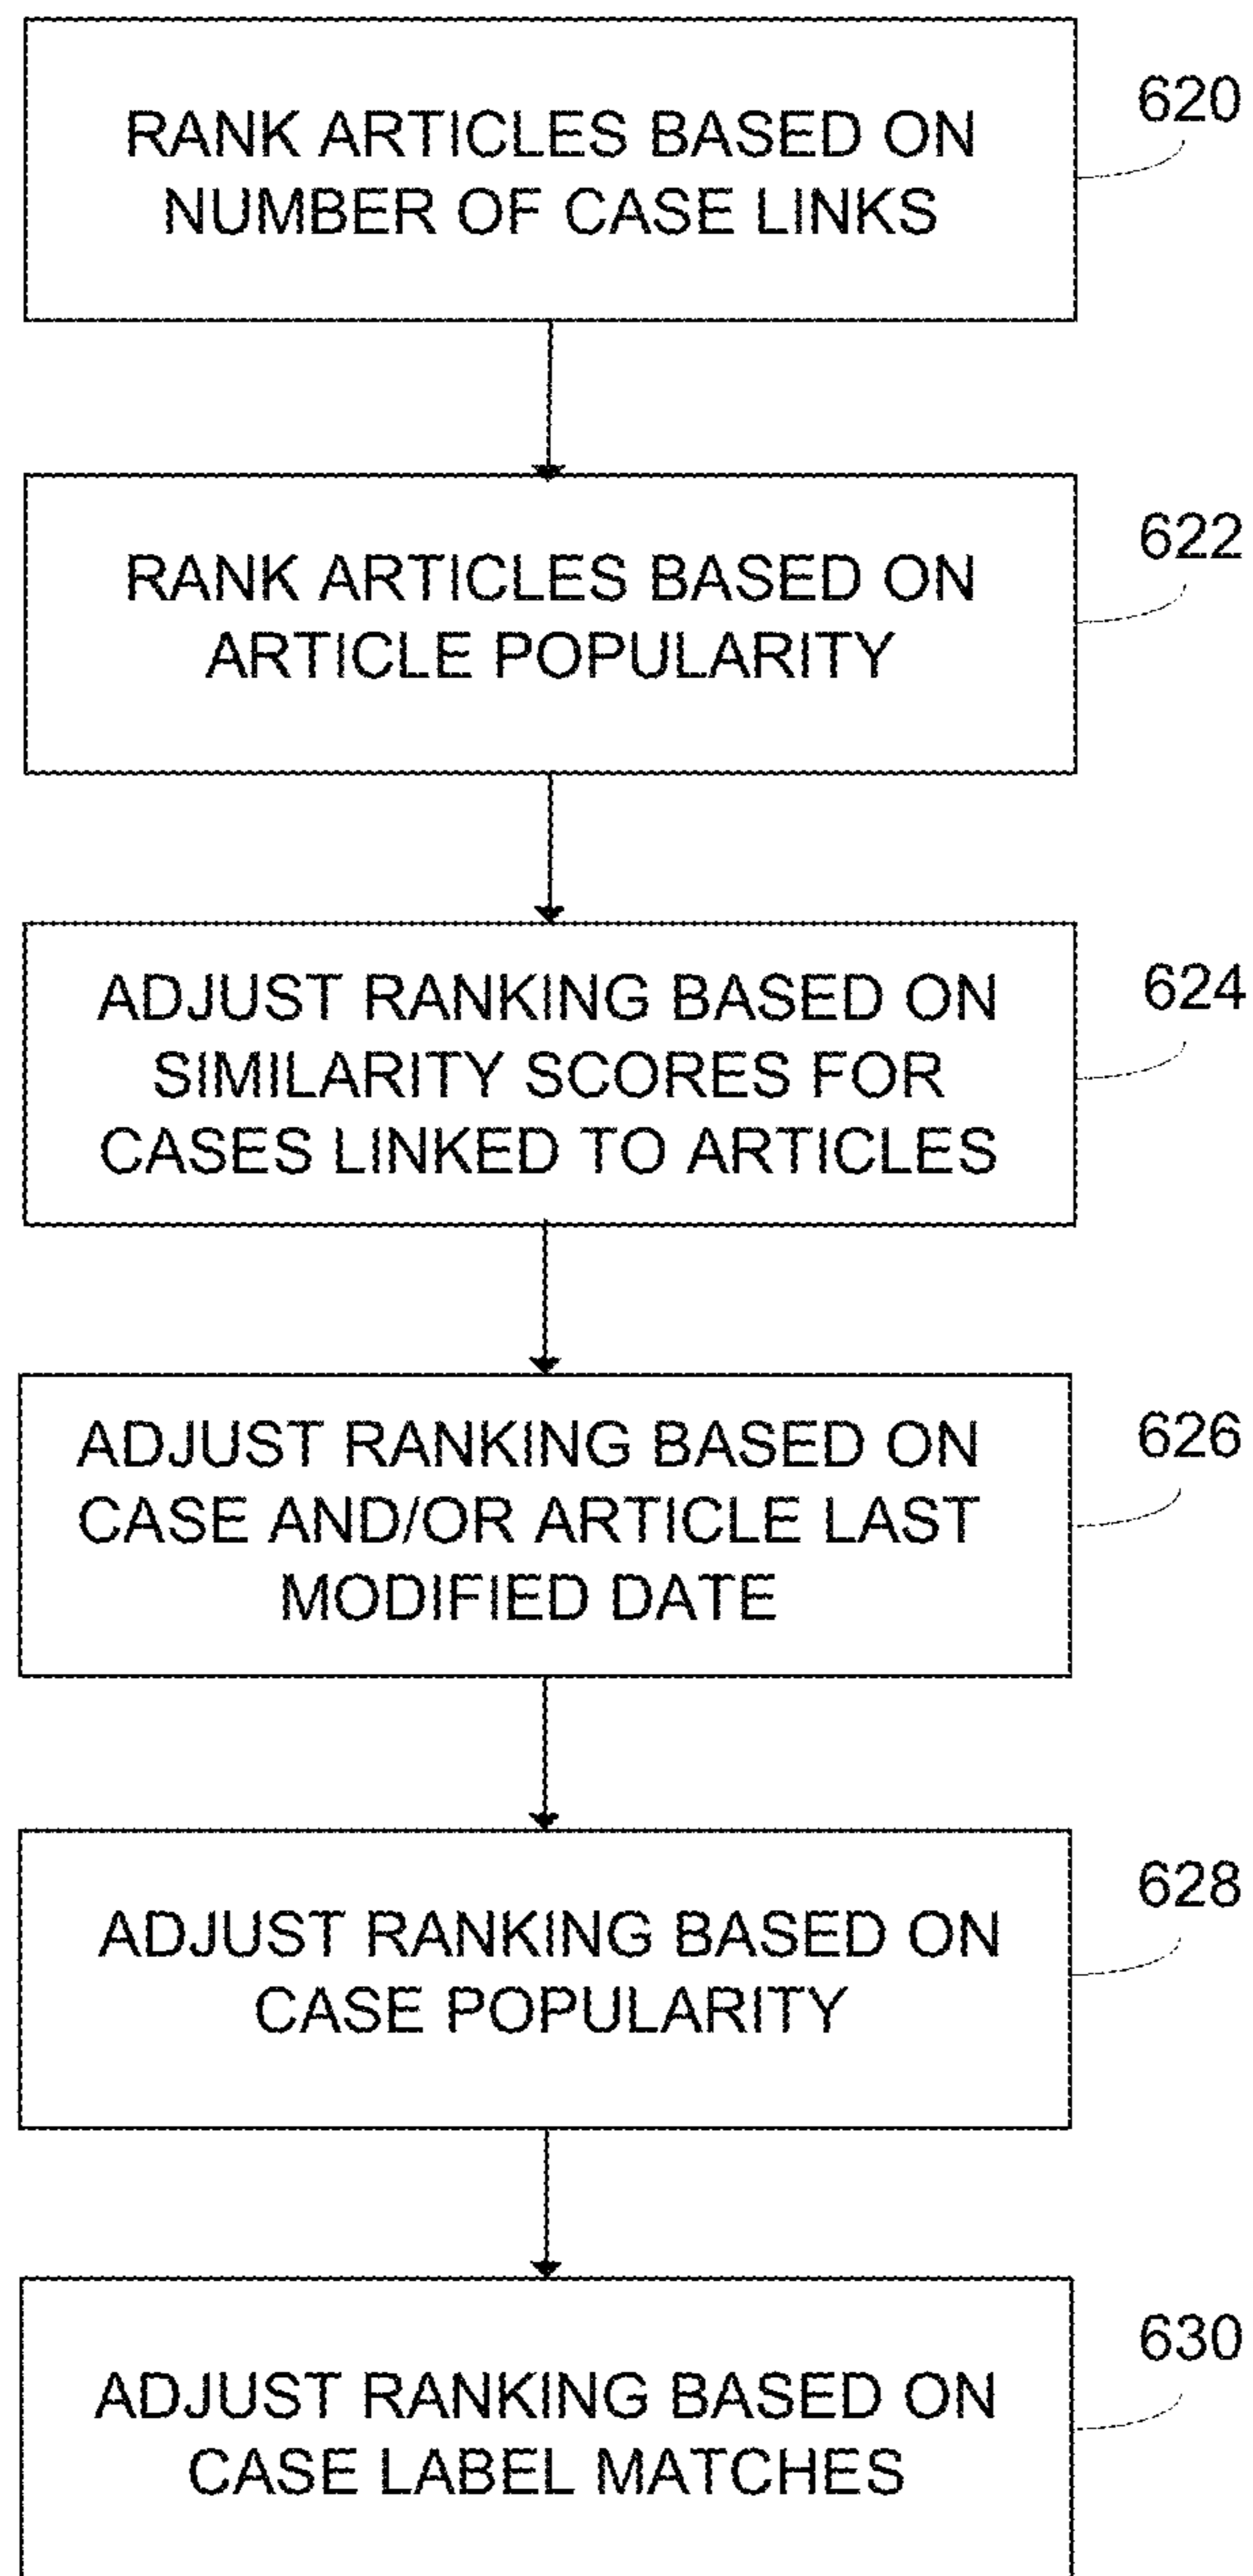 RANK ARTICLES BASED ON
NUMBER OF CASE LINKS
620
RANK ARTICLES BASED ON
ARTICLE POPULARITY
622
ADJUST RANKING BASED ON
SIMILARITY SCORES FOR
CASES LINKED TO ARTICLES
624
ADJUST RANKING BASED ON
CASE AND/OR ARTICLE LAST
MODIFIED DATE
626
ADJUST RANKING BASED ON
CASE POPULARITY
628
ADJUST RANKING BASED ON
CASE LABEL MATCHES
630